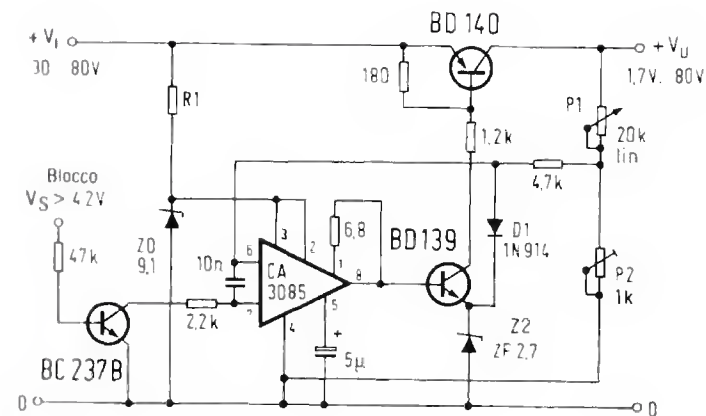 BD 140
+ V I
30 80V
+ V U
1,7V. 80V
180
R1
P1
20k
lin
1,2k
4,7k
Blocco
VS > 4.2V
3
2
6,8
BD139
D1
1N914
47k
ZD
9,1
10n
6
CA
3085
1
8
P2
1k
2,2k
7
4
5
+
5µ
Z2
ZF 2,7
BC 237B
0
0